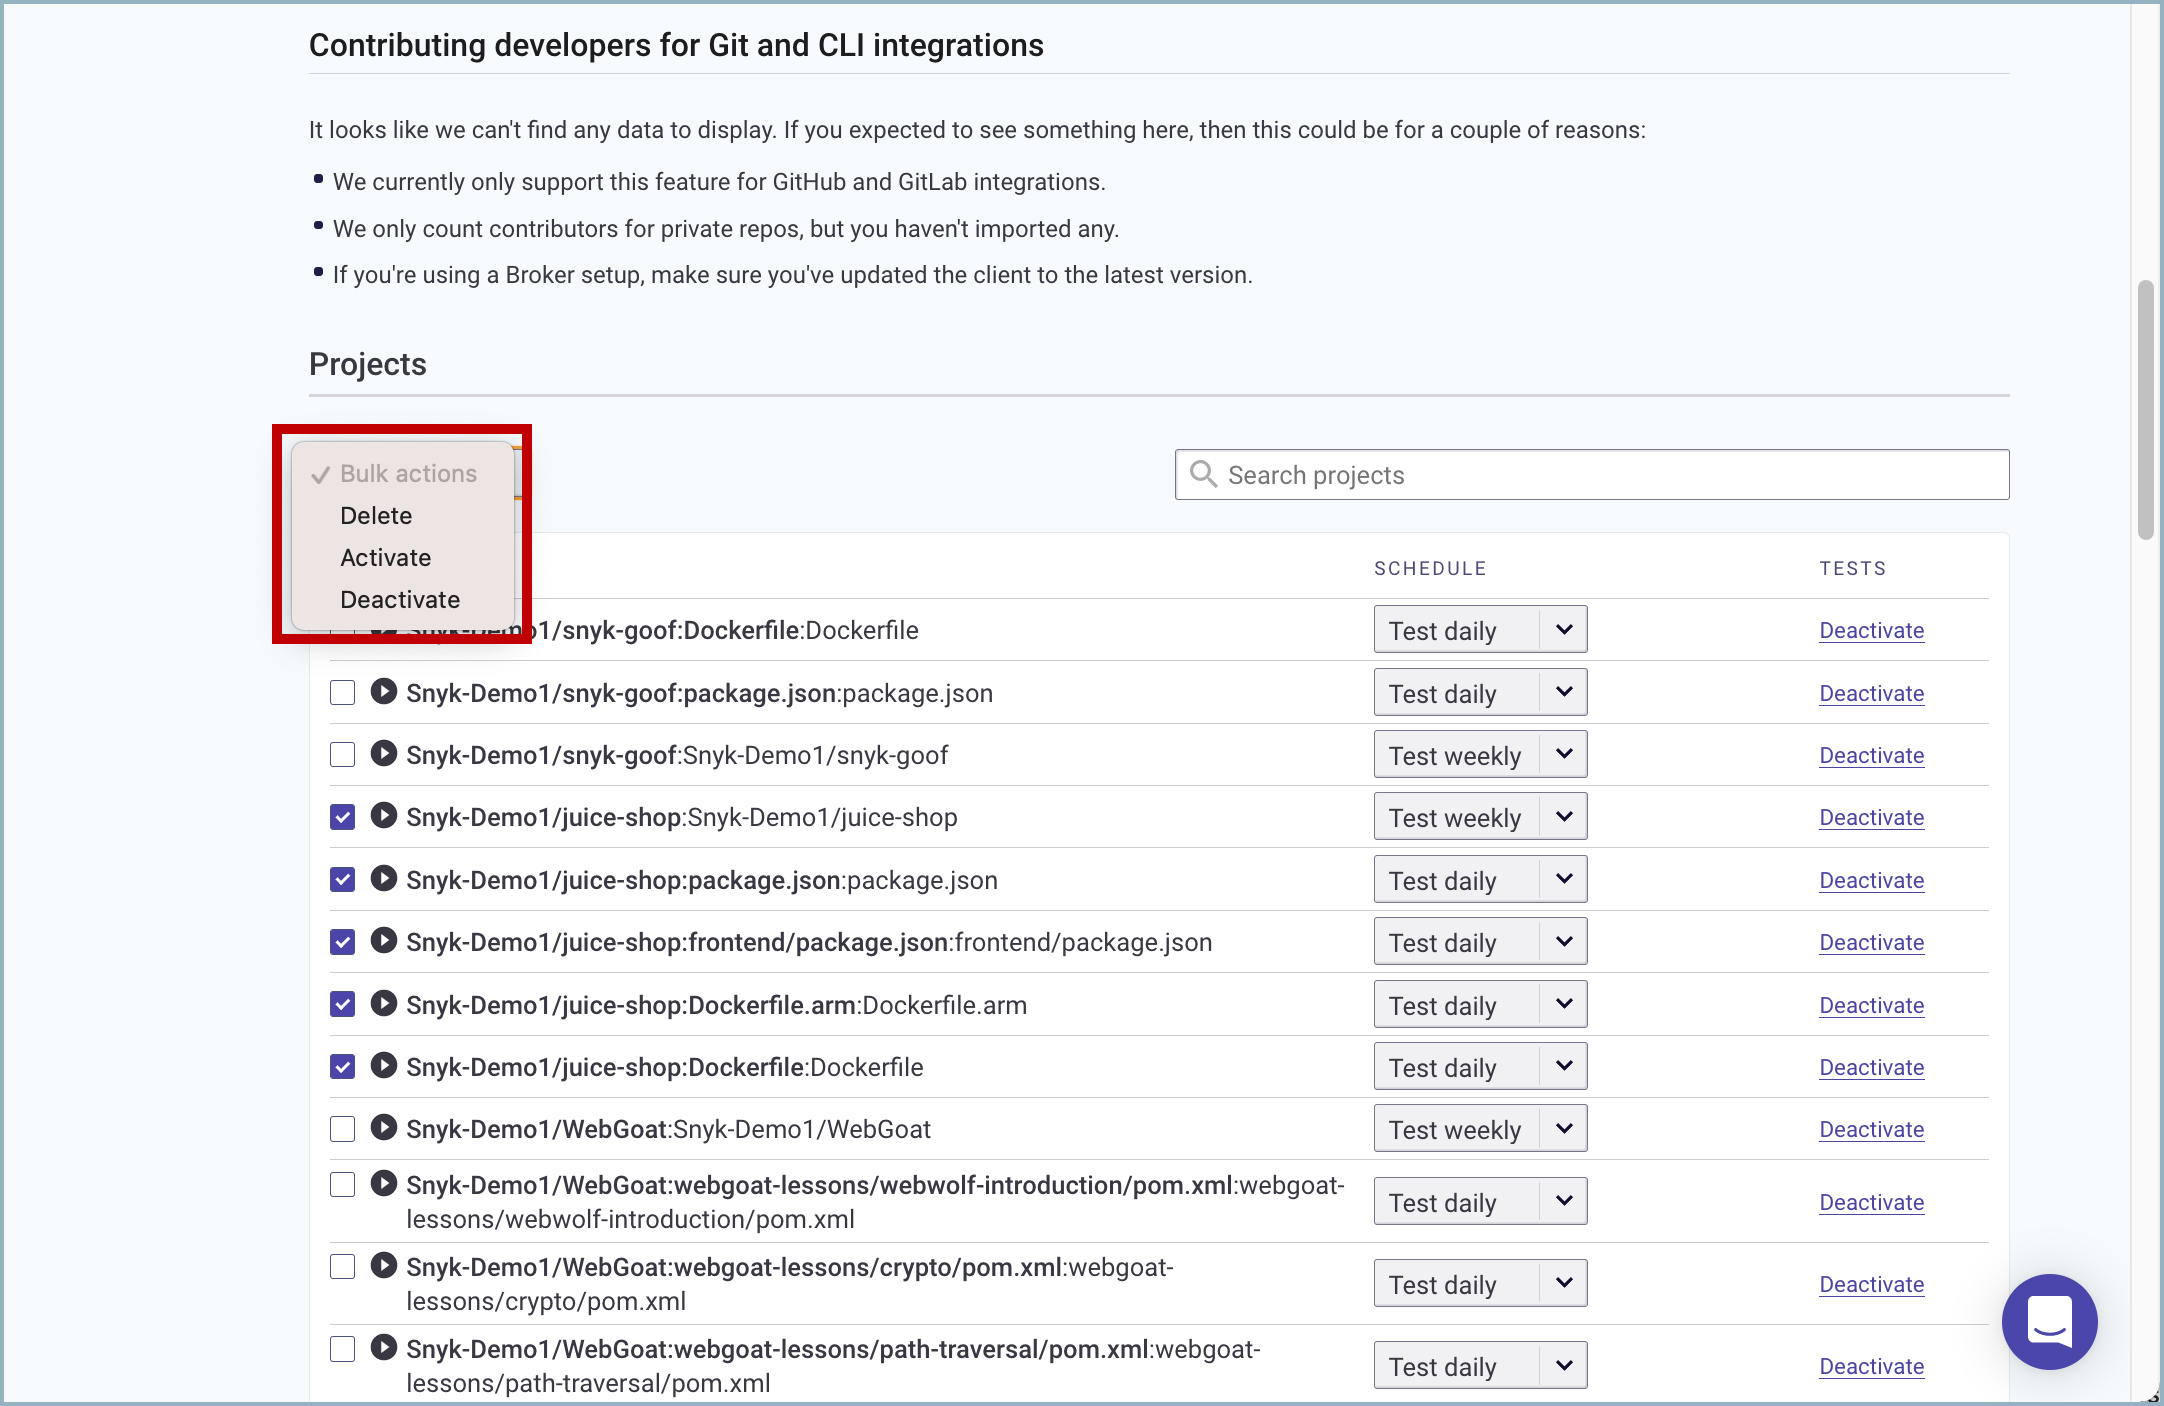 Contributing developers for Git and CLI integrations
It looks like we can't find any data to display. If you expected to see something here, then this could be for a couple of reasons:
We currently only support this feature for GitHub and GitLab integrations.
We only count contributors for private repos, but you haven't imported any.
If you're using a Broker setup, make sure you've updated the client to the latest version.
Projects
Bulk actions
Delete
Activate
Deactivate
Search projects
SCHEDULE TESTS
Snyk-Demo1/snyk-goof:Dockerfile:Dockerfile Test daily Deactivate
Snyk-Demo1/snyk-goof:package.json:package.json Test daily Deactivate
Snyk-Demo1/snyk-goof:Snyk-Demo1/snyk-goof Test weekly Deactivate
Snyk-Demo1/juice-shop:Snyk-Demo1/juice-shop Test weekly Deactivate
Snyk-Demo1/juice-shop:package.json:package.json Test daily Deactivate
Snyk-Demo1/juice-shop:frontend/package.json:frontend/package.json Test daily Deactivate
Snyk-Demo1/juice-shop:Dockerfile.arm:Dockerfile.arm Test daily Deactivate
Snyk-Demo1/juice-shop:Dockerfile:Dockerfile Test daily Deactivate
Snyk-Demo1/WebGoat:Snyk-Demo1/WebGoat Test weekly Deactivate
Snyk-Demo1/WebGoat:webgoat-lessons/webwolf-introduction/pom.xml:webgoat-
lessons/webwolf-introduction/pom.xml Test daily Deactivate
Snyk-Demo1/WebGoat:webgoat-lessons/crypto/pom.xml:webgoat-
lessons/crypto/pom.xml Test daily Deactivate
Snyk-Demo1/WebGoat:webgoat-lessons/path-traversal/pom.xml:webgoat-
lessons/path-traversal/pom.xml Test daily Deactivate